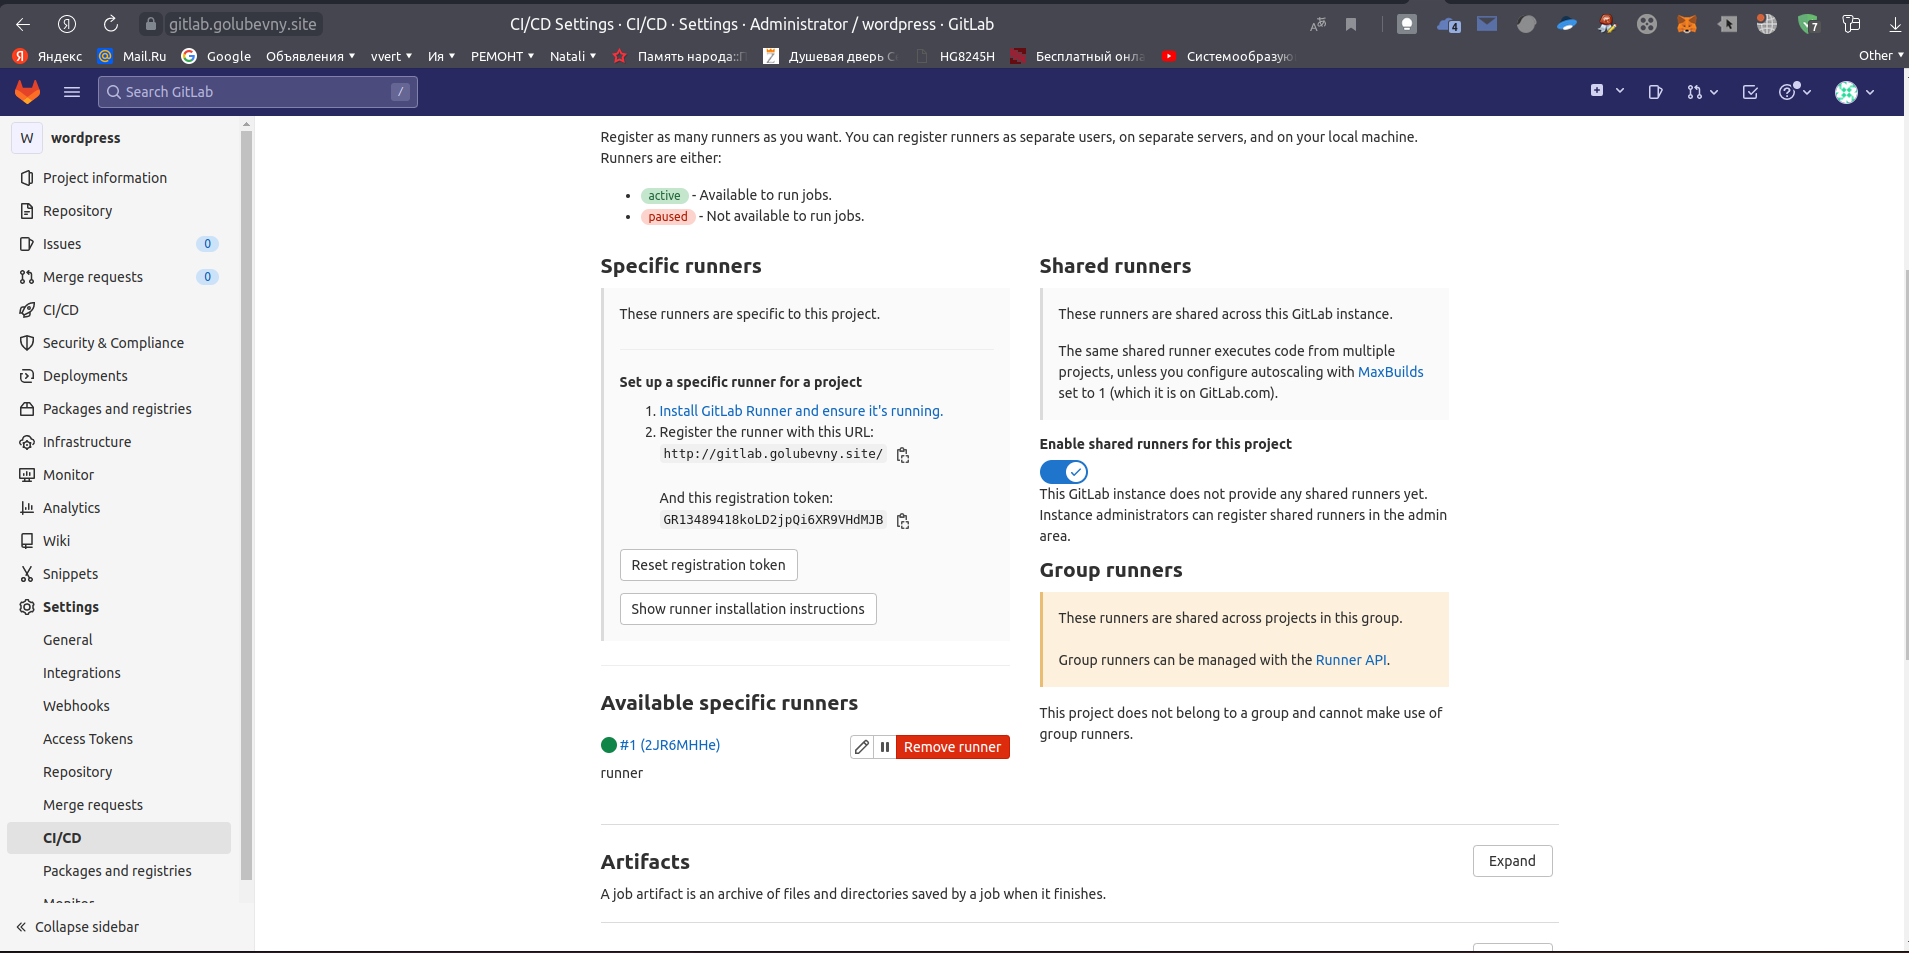 gitlab.golubevny.site
CI/CD Settings · CI/CD · Settings · Administrator / wordpress · GitLab
4
7
Яндекс
Mail.Ru
Google
Объявления
vvert
Ия
РЕМОНТ
Natali
Память народа::П
Душевая дверь С
HG8245H
Бесплатный онла
Системообразую
Other
Search GitLab
/
W
wordpress
Project information
Repository
Issues
0
Merge requests
0
CI/CD
Security & Compliance
Deployments
Packages and registries
Infrastructure
Monitor
Analytics
Wiki
Snippets
Settings
General
Integrations
Webhooks
Access Tokens
Repository
Merge requests
CI/CD
Packages and registries
Monitor
Collapse sidebar
Register as many runners as you want. You can register runners as separate users, on separate servers, and on your local machine.
Runners are either:
active - Available to run jobs.
paused - Not available to run jobs.
Specific runners
These runners are specific to this project.
Set up a specific runner for a project
1. Install GitLab Runner and ensure it's running.
2. Register the runner with this URL:
http://gitlab.golubevny.site/
And this registration token:
GR13489418koLD2jpQi6XR9VHdMJB
Reset registration token
Show runner installation instructions
Available specific runners
#1 (2JR6MHHe)
Remove runner
runner
Shared runners
These runners are shared across this GitLab instance.
The same shared runner executes code from multiple
projects, unless you configure autoscaling with MaxBuilds
set to 1 (which it is on GitLab.com).
Enable shared runners for this project
This GitLab instance does not provide any shared runners yet.
Instance administrators can register shared runners in the admin
area.
Group runners
These runners are shared across projects in this group.
Group runners can be managed with the Runner API.
This project does not belong to a group and cannot make use of
group runners.
Artifacts
Expand
A job artifact is an archive of files and directories saved by a job when it finishes.